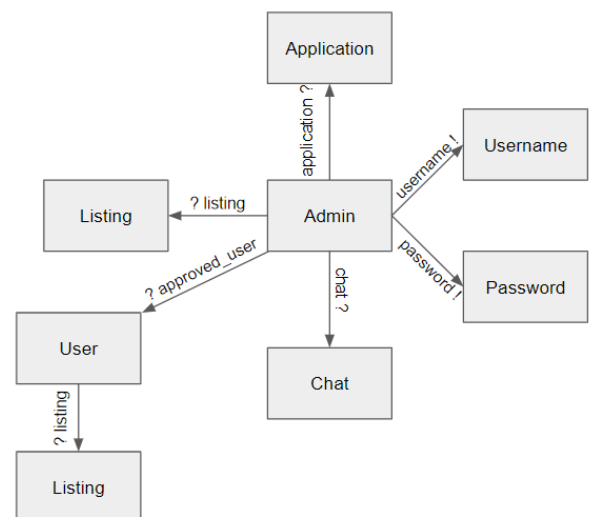 Application
application ?
username !
Username
Listing
? listing
Admin
? approved_user
chat ?
password !
Password
User
Chat
? listing
Listing